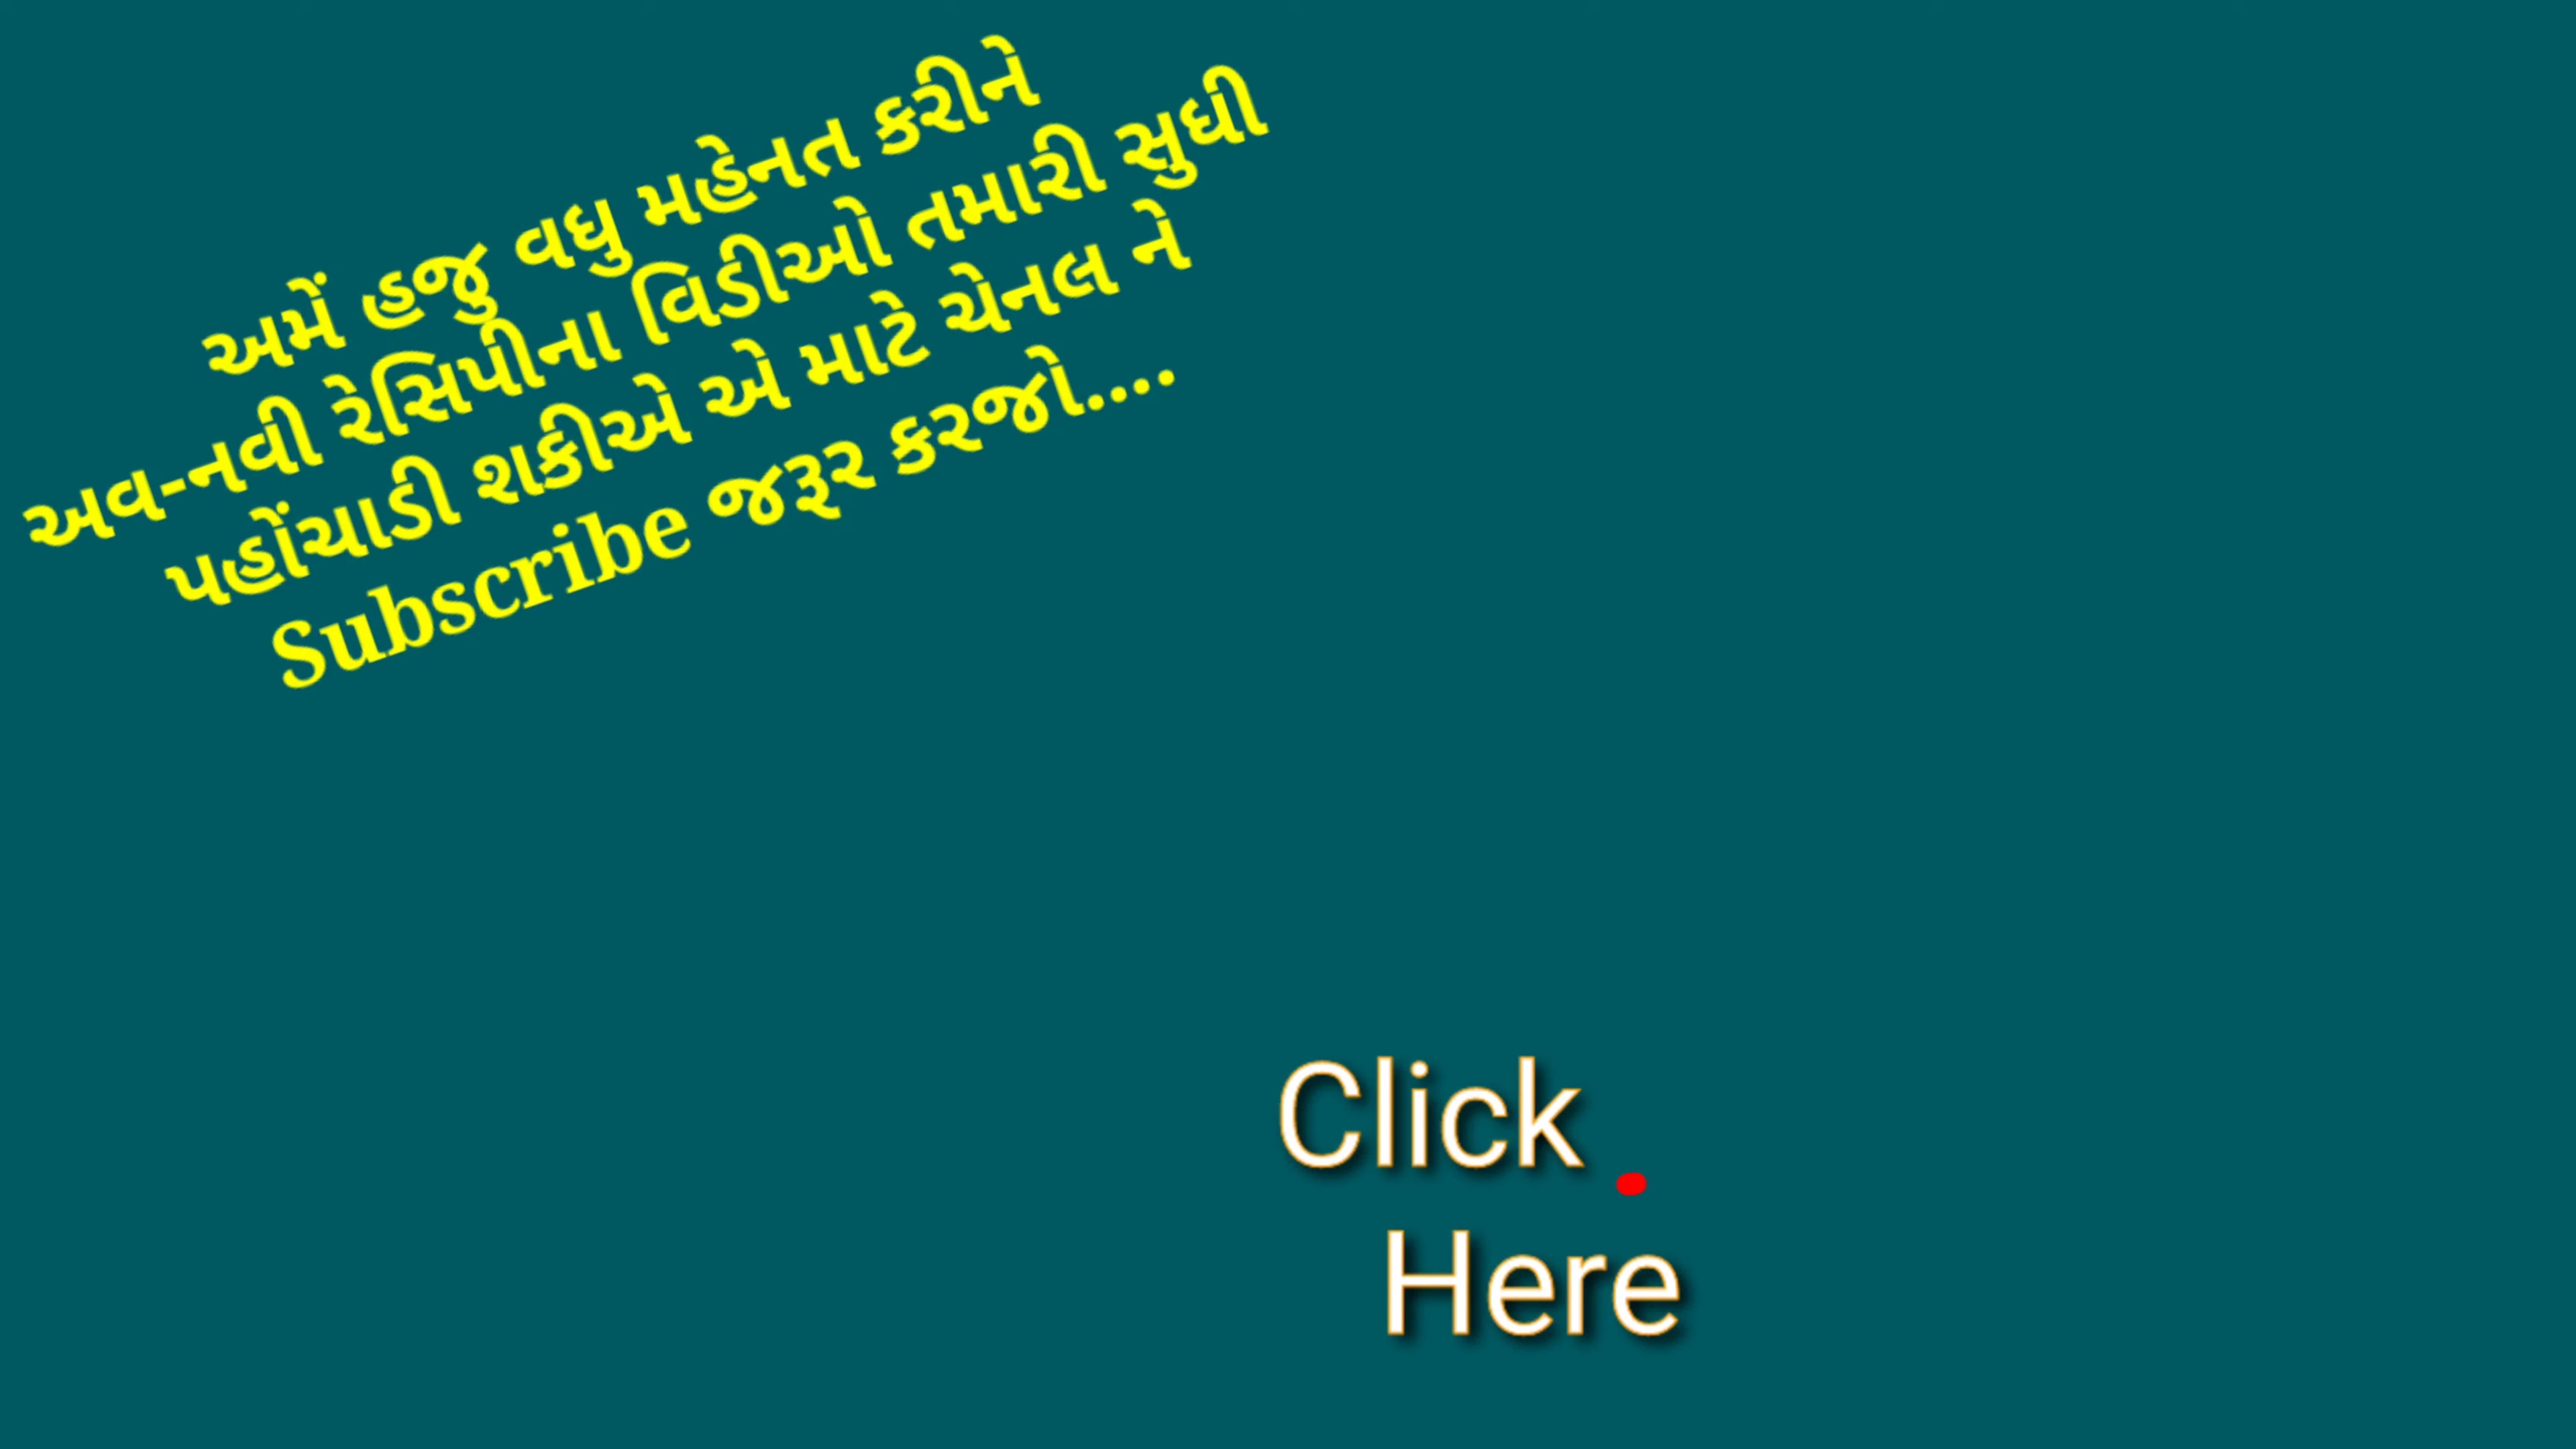 અમેં હજુ વધુ મહેનત કરીને
અવ-નવી રેસિપીના વિડીઓ તમારી સુધી
પહોંચાડી શકીએ એ માટે ચેનલ ને
Subscribe જરૂર કરજો....
Click
Here